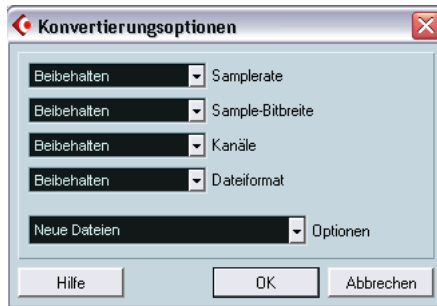 Konvertierungsoptionen
Beibehalten Samplerate
Beibehalten Sample-Bitbreite
Beibehalten Kanäle
Beibehalten Dateiformat
Neue Dateien Optionen
Hilfe OK Abbrechen